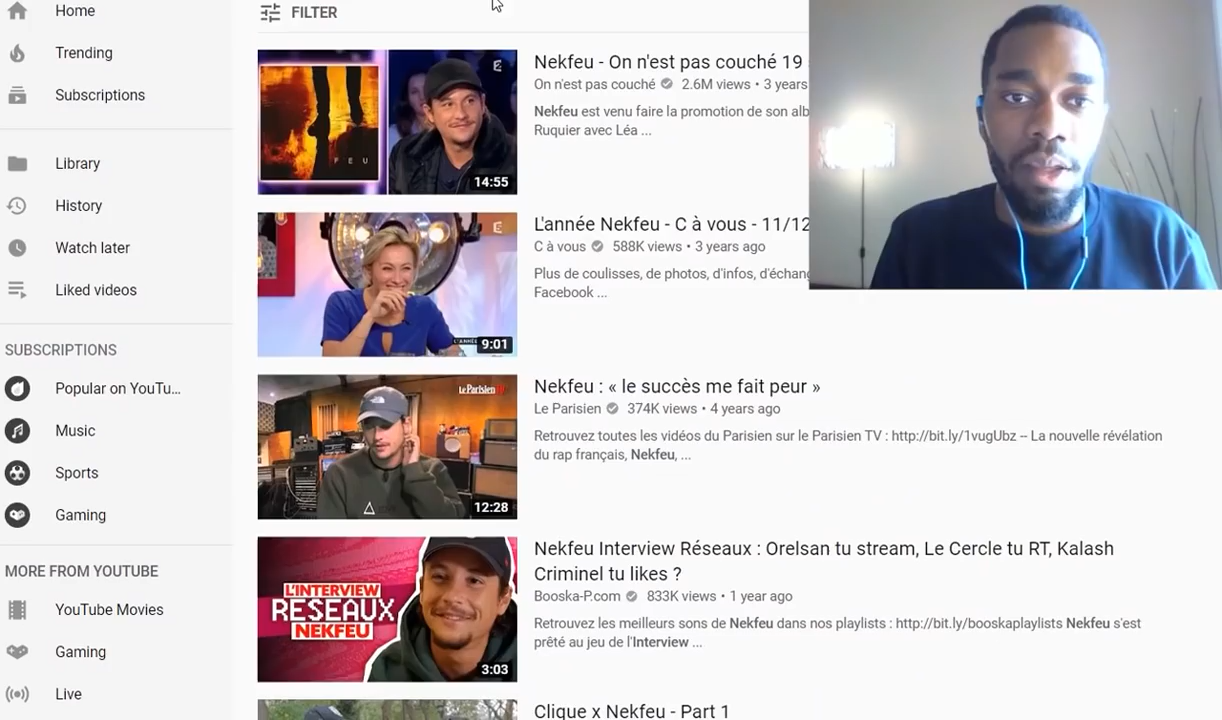 Home
Trending
Subscriptions
Library
History
Watch later
Liked videos
SUBSCRIPTIONS
Popular on YouTu...
Music
Sports
Gaming
MORE FROM YOUTUBE
YouTube Movies
Gaming
Live
FILTER
FEU
14:55
Nekfeu - On n'est pas couché 19
On n'est pas couché 2.6M views • 3 years
Nekfeu est venu faire la promotion de son alb
Ruquier avec Léa ...
9:01
L'année Nekfeu - C à vous - 11/12
C à vous 588K views • 3 years ago
Plus de coulisses, de photos, d'infos, d'échang
Facebook ...
Le Parisien
12:28
Nekfeu : « le succès me fait peur »
Le Parisien 374K views • 4 years ago
Retrouvez toutes les vidéos du Parisien sur le Parisien TV : http://bit.ly/1vugUbz -- La nouvelle révélation
du rap français, Nekfeu, ...
L'INTERVIEW
RESEAUX
NEKFEU
3:03
Nekfeu Interview Réseaux : Orelsan tu stream, Le Cercle tu RT, Kalash
Criminel tu likes ?
Booska-P.com 833K views • 1 year ago
Retrouvez les meilleurs sons de Nekfeu dans nos playlists : http://bit.ly/booskaplaylists Nekfeu s'est
prêté au jeu de l'Interview ...
Clique x Nekfeu - Part 1